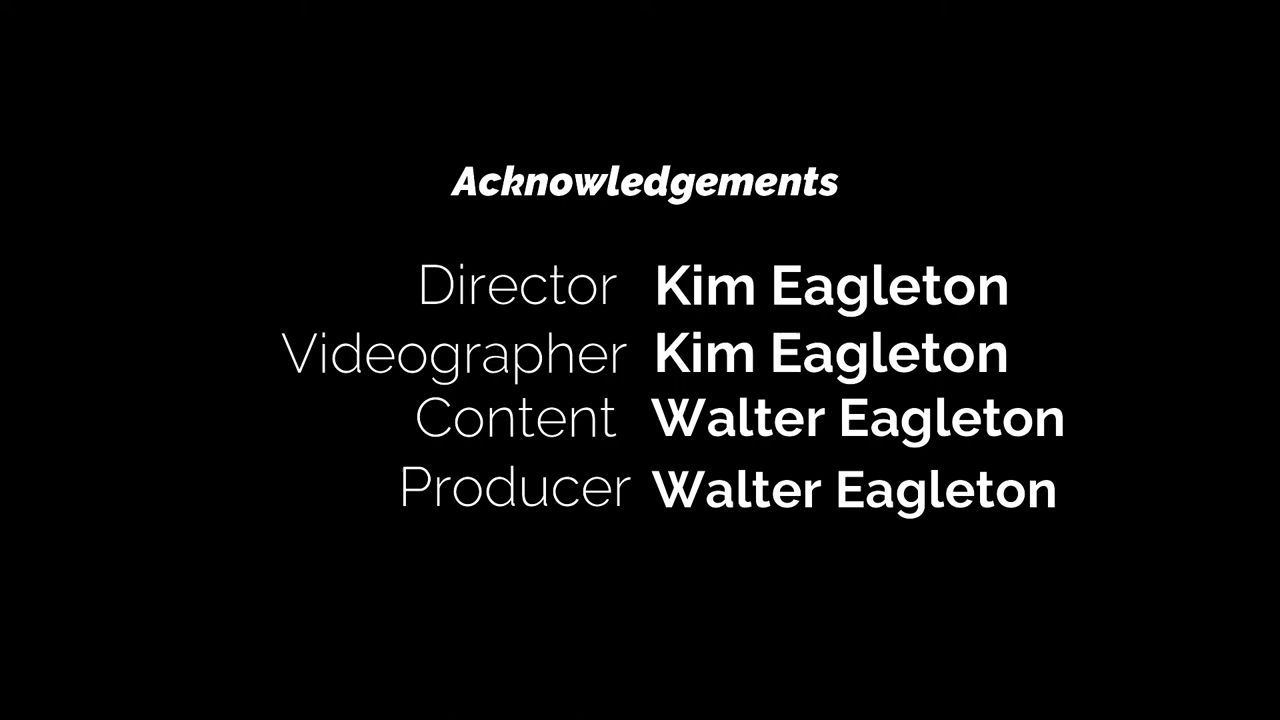 Acknowledgements
Director Kim Eagleton
Videographer Kim Eagleton
Content Walter Eagleton
Producer Walter Eagleton